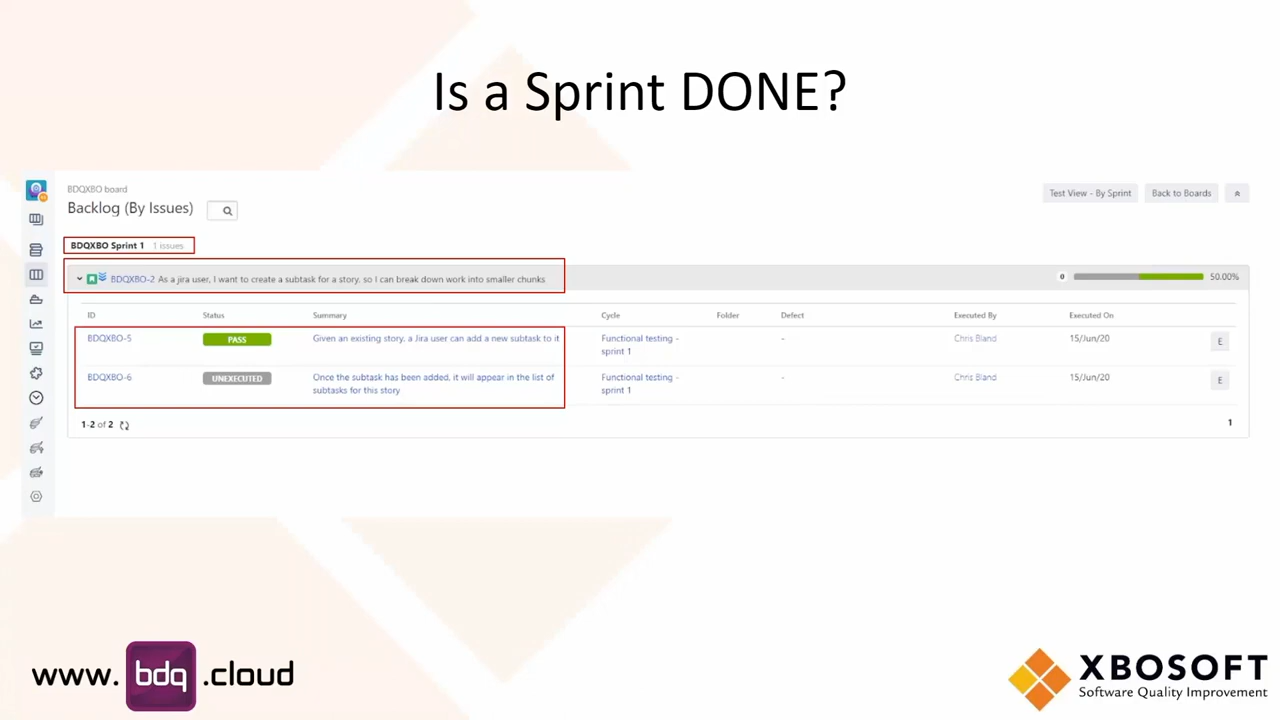 Is a Sprint DONE?
BDQXBO board
Backlog (By Issues)
Test View - By Sprint
Back to Boards
BDQXBO Sprint 1 1 issues
BDQXBO-2 As a jira user, I want to create a subtask for a story, so I can break down work into smaller chunks
0
50.00%
ID Status Summary Cycle Folder Defect Executed By Executed On
BDQXBO-5 PASS Given an existing story, a Jira user can add a new subtask to it Functional testing - - Chris Bland 15/Jun/20 E
sprint 1
BDQXBO-6 UNEXECUTED Once the subtask has been added, it will appear in the list of Functional testing - - Chris Bland 15/Jun/20 E
subtasks for this story sprint 1
1-2 of 2
1
www. bdq .cloud
XBOSOFT
Software Quality Improvement